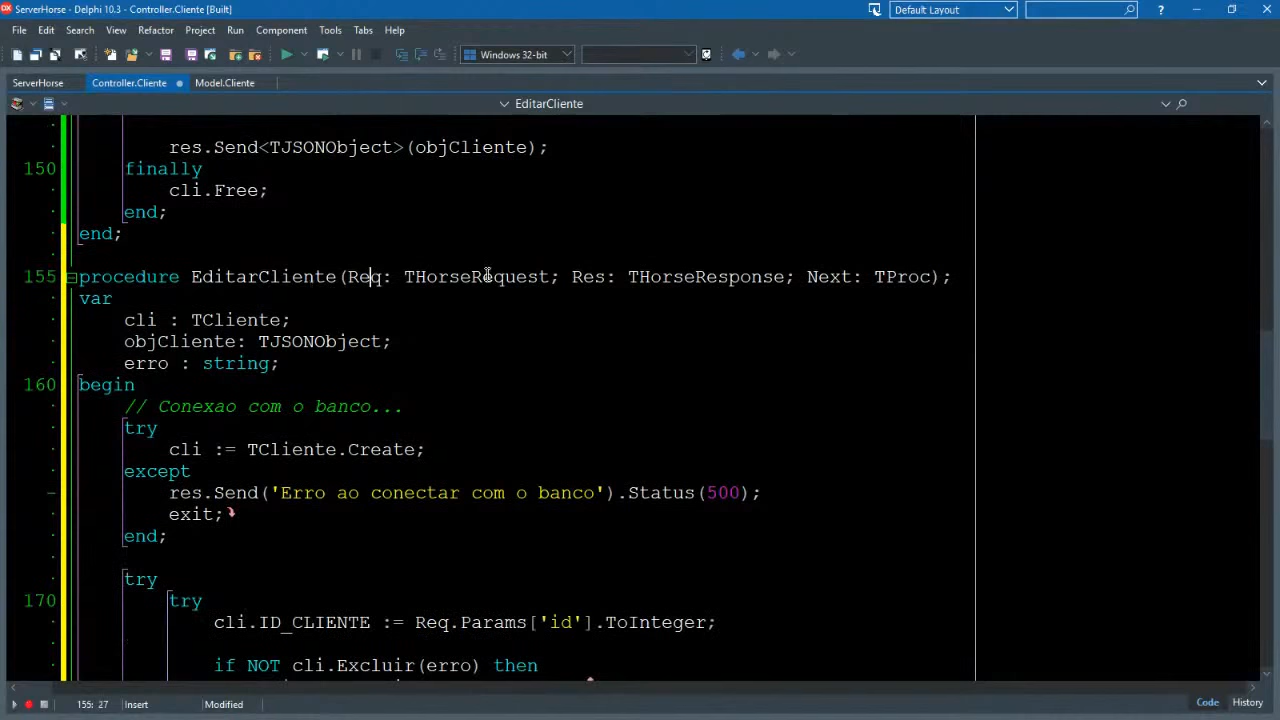 ServerHorse - Delphi 10.3 - Controller.Cliente [Built]
Default Layout
File Edit Search View Refactor Project Run Component Tools Tabs Help
Windows 32-bit
ServerHorse Controller.Cliente Model.Cliente
EditarCliente
res.Send<TJSONObject>(objCliente);
150 finally
cli.Free;
end;
end;
155 procedure EditarCliente(Req: THorseRequest; Res: THorseResponse; Next: TProc);
var
cli : TCliente;
objCliente: TJSONObject;
erro : string;
160 begin
// Conexao com o banco...
try
cli := TCliente.Create;
except
res.Send('Erro ao conectar com o banco').Status(500);
exit;
end;
try
170 try
cli.ID_CLIENTE := Req.Params['id'].ToInteger;
if NOT cli.Excluir(erro) then
155: 27 Insert Modified Code History